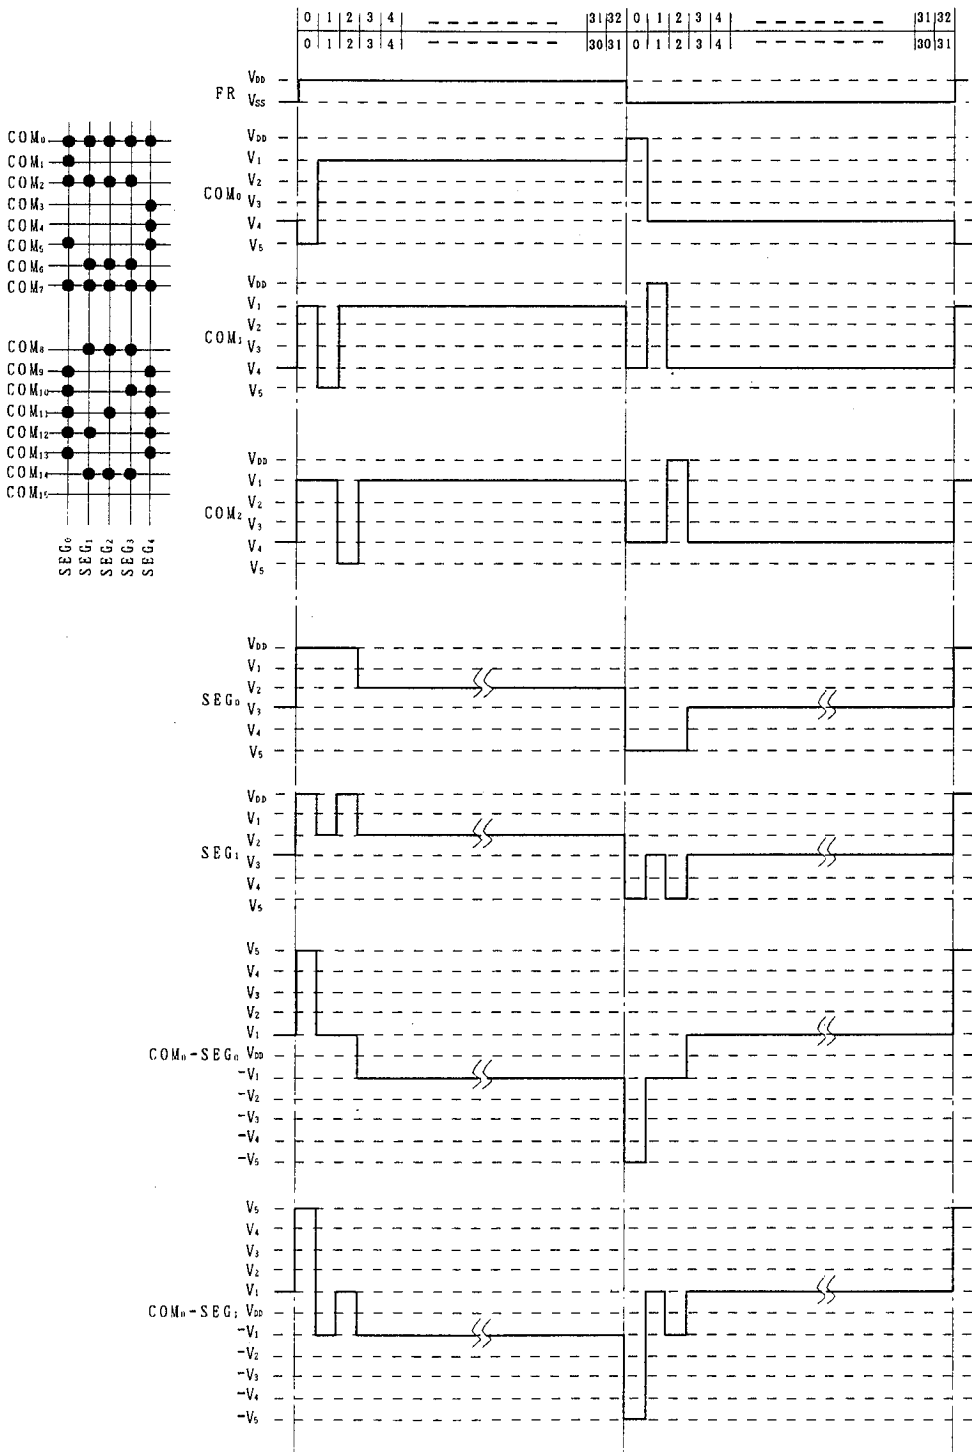 0 1 2 3 4 31 32 0 1 2 3 4 31 32
0 1 2 3 4 30 31 0 1 2 3 4 30 31
FR
VDD
VSS
COM0
COM1
COM2
COM3
COM4
COM5
COM6
COM7
COM8
COM9
COM10
COM11
COM12
COM13
COM14
COM15
SEG0
SEG1
SEG2
SEG3
SEG4
COM0
VDD
V1
V2
V3
V4
V5
COM1
VDD
V1
V2
V3
V4
V5
COM2
VDD
V1
V2
V3
V4
V5
SEG0
VDD
V1
V2
V3
V4
V5
SEG1
VDD
V1
V2
V3
V4
V5
COM0-SEG0
V5
V4
V3
V2
V1
VDD
-V1
-V2
-V3
-V4
-V5
COM0-SEG1
V5
V4
V3
V2
V1
VDD
-V1
-V2
-V3
-V4
-V5